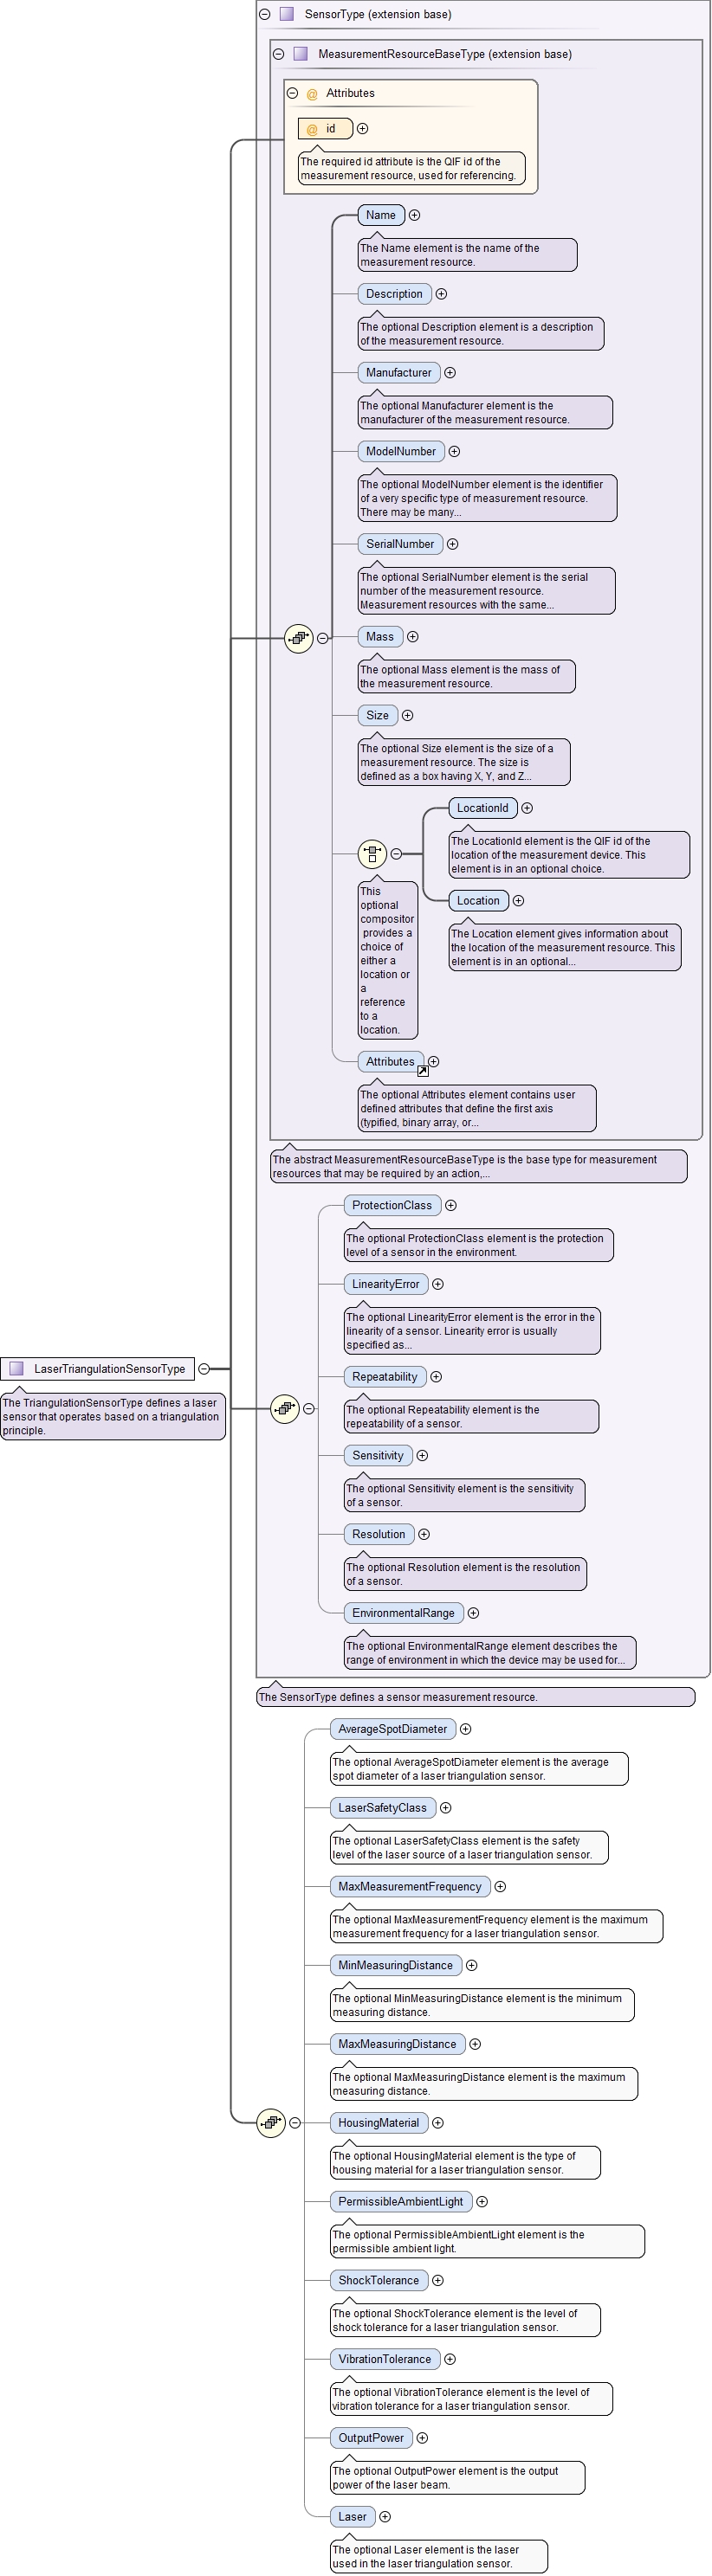 SensorType (extension base)
MeasurementResourceBaseType (extension base)
Attributes
@ id
The required id attribute is the QIF id of the
measurement resource, used for referencing.
Name
The Name element is the name of the
measurement resource.
Description
The optional Description element is a description
of the measurement resource.
Manufacturer
The optional Manufacturer element is the
manufacturer of the measurement resource.
ModelNumber
The optional ModelNumber element is the identifier
of a very specific type of measurement resource.
There may be many...
SerialNumber
The optional SerialNumber element is the serial
number of the measurement resource.
Measurement resources with the same...
Mass
The optional Mass element is the mass of
the measurement resource.
Size
The optional Size element is the size of a
measurement resource. The size is
defined as a box having X, Y, and Z...
LocationId
The LocationId element is the QIF id of the
location of the measurement device. This
element is in an optional choice.
Location
The Location element gives information about
the location of the measurement resource. This
element is in an optional...
This
optional
compositor
provides a
choice of
either a
location or
a
reference
to a
location.
Attributes
The optional Attributes element contains user
defined attributes that define the first axis
(typified, binary array, or...
The abstract MeasurementResourceBaseType is the base type for measurement
resources that may be required by an action,...
ProtectionClass
The optional ProtectionClass element is the protection
level of a sensor in the environment.
LinearityError
The optional LinearityError element is the error in the
linearity of a sensor. Linearity error is usually
specified as...
LaserTriangulationSensorType
The TriangulationSensorType defines a laser
sensor that operates based on a triangulation
principle.
Repeatability
The optional Repeatability element is the
repeatability of a sensor.
Sensitivity
The optional Sensitivity element is the sensitivity
of a sensor.
Resolution
The optional Resolution element is the resolution
of a sensor.
EnvironmentalRange
The optional EnvironmentalRange element describes the
range of environment in which the device may be used for...
The SensorType defines a sensor measurement resource.
AverageSpotDiameter
The optional AverageSpotDiameter element is the average
spot diameter of a laser triangulation sensor.
LaserSafetyClass
The optional LaserSafetyClass element is the safety
level of the laser source of a laser triangulation sensor.
MaxMeasurementFrequency
The optional MaxMeasurementFrequency element is the maximum
measurement frequency for a laser triangulation sensor.
MinMeasuringDistance
The optional MinMeasuringDistance element is the minimum
measuring distance.
MaxMeasuringDistance
The optional MaxMeasuringDistance element is the maximum
measuring distance.
HousingMaterial
The optional HousingMaterial element is the type of
housing material for a laser triangulation sensor.
PermissibleAmbientLight
The optional PermissibleAmbientLight element is the
permissible ambient light.
ShockTolerance
The optional ShockTolerance element is the level of
shock tolerance for a laser triangulation sensor.
VibrationTolerance
The optional VibrationTolerance element is the level of
vibration tolerance for a laser triangulation sensor.
OutputPower
The optional OutputPower element is the output
power of the laser beam.
Laser
The optional Laser element is the laser
used in the laser triangulation sensor.